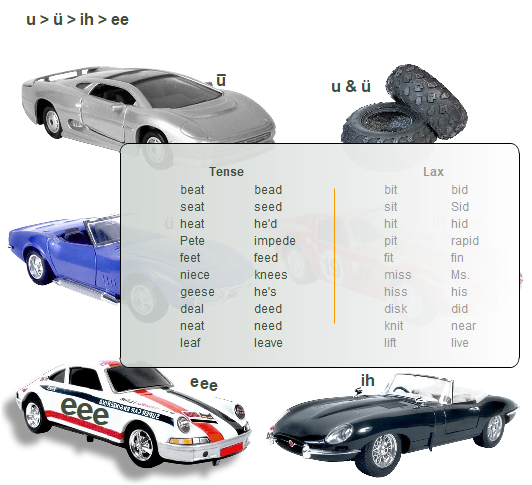 u > ü > ih > ee
ū
u & ü
Tense Lax
beat bead bit bid
seat seed sit Sid
heat he'd hit hid
Pete impede pit rapid
feet feed fit fin
niece knees miss Ms.
geese he's hiss his
deal deed disk did
neat need knit near
leaf leave lift live
eee
ih
eee